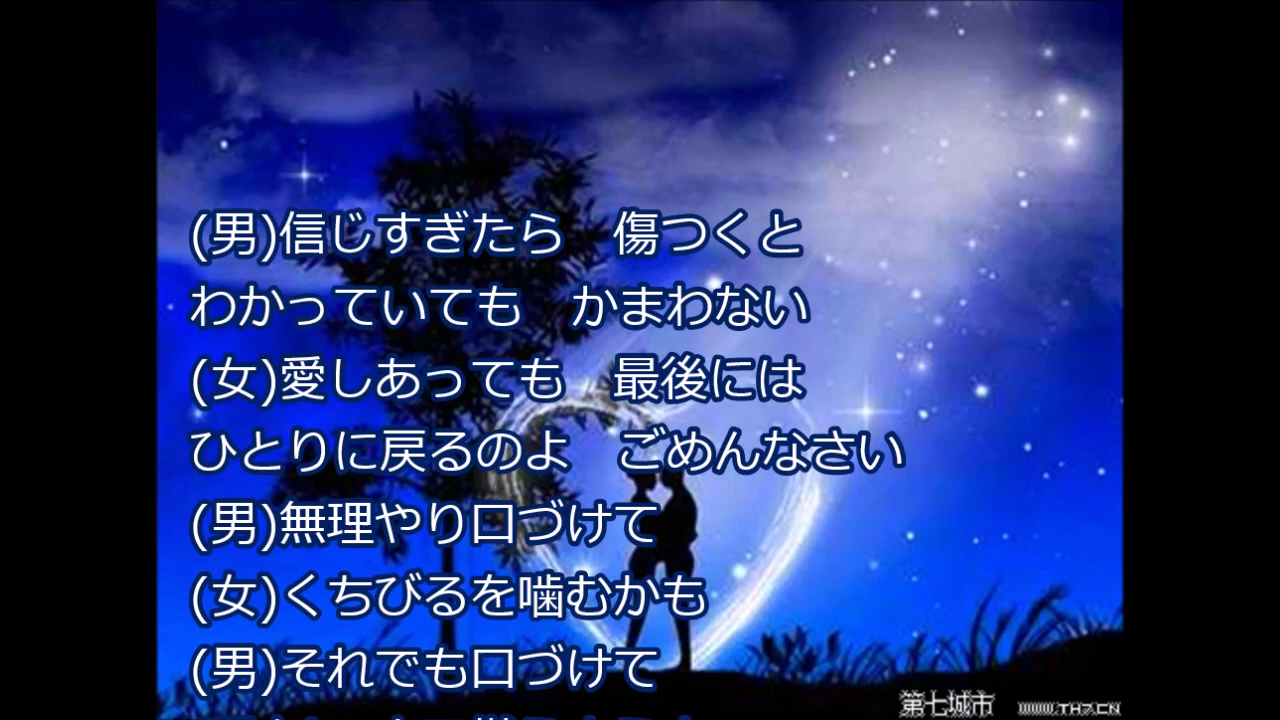 (男)信じすぎたら　傷つくと
わかっていても　かまわない
(女)愛しあっても　最後には
ひとりに戻るのよ　ごめんなさい
(男)無理やり口づけて
(女)くちびるを噛むかも
(男)それでも口づけて
第七城市 WWW.TH7.CN